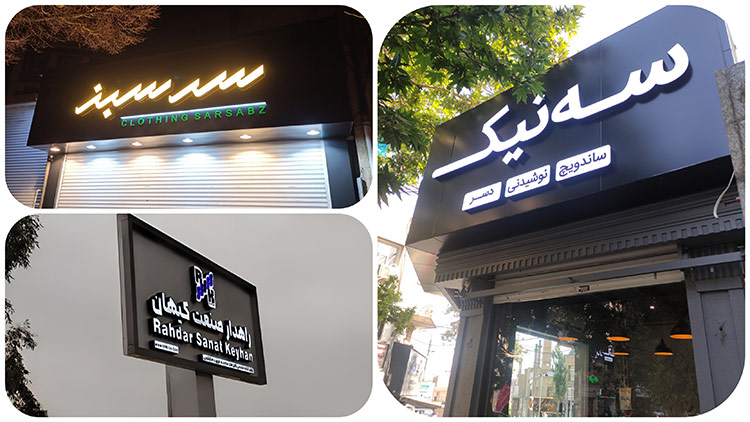 سرسبز
CLOTHING SARSABZ
سه نیک
ساندویچ نوشیدنی دسر
راهدار صنعت کیهان
Rahdar Sanat Keyhan